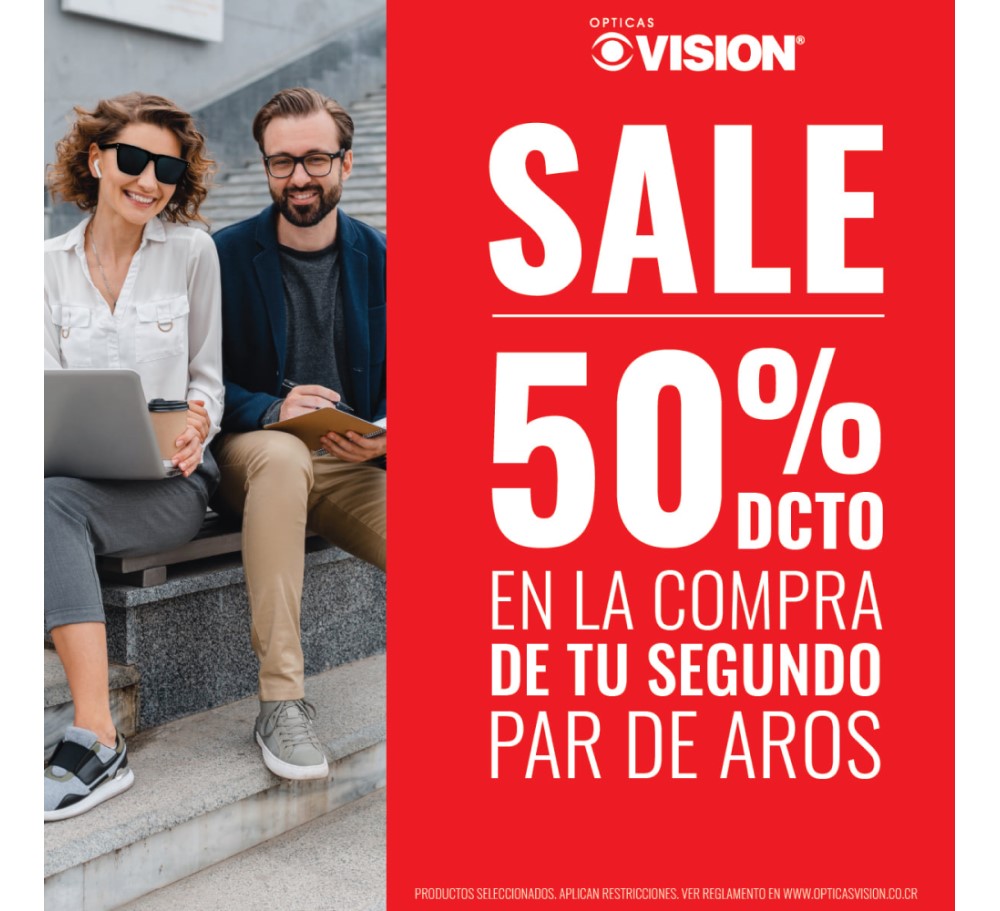 OPTICAS
VISION®
SALE
50%
DCTO
EN LA COMPRA
DE TU SEGUNDO
PAR DE AROS
PRODUCTOS SELECCIONADOS. APLICAN RESTRICCIONES. VER REGLAMENTO EN WWW.OPTICASVISION.CO.CR